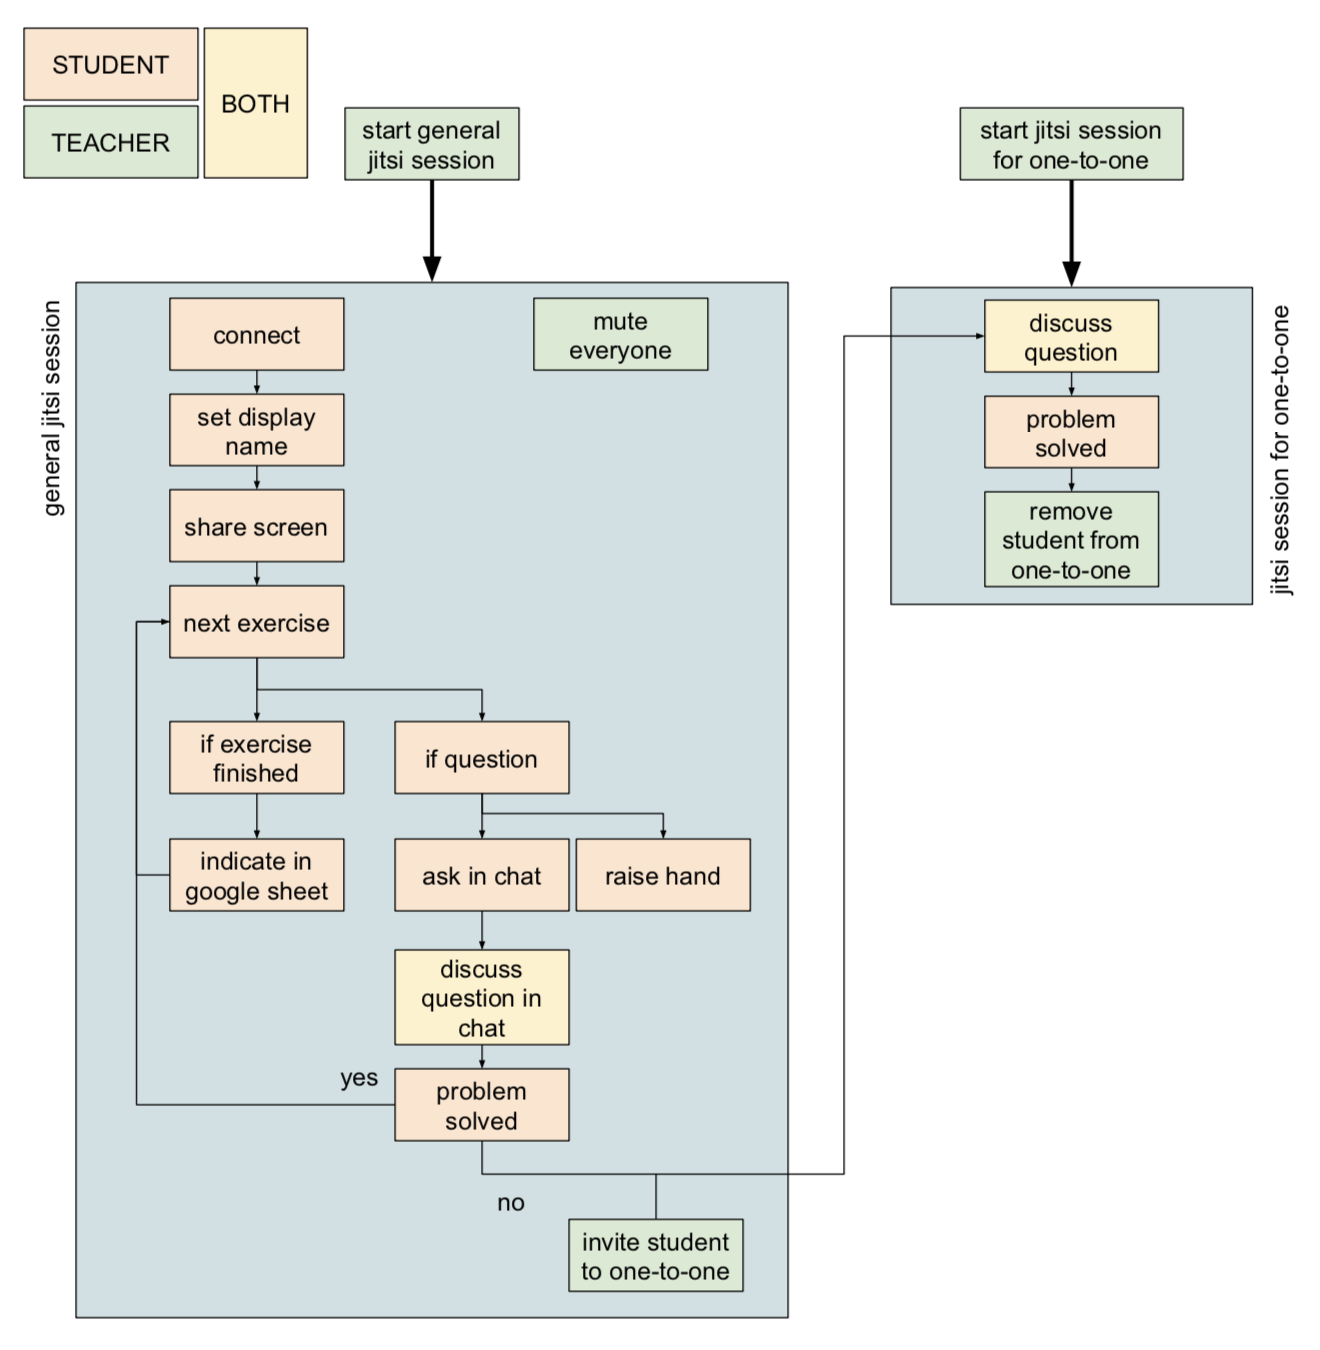 STUDENT
TEACHER
BOTH
start general
jitsi session
start jitsi session
for one-to-one
general jitsi session
connect
mute
everyone
set display
name
share screen
next exercise
if exercise
finished
if question
indicate in
google sheet
ask in chat
raise hand
discuss
question in
chat
yes
problem
solved
no
invite student
to one-to-one
discuss
question
problem
solved
remove
student from
one-to-one
jitsi session for one-to-one